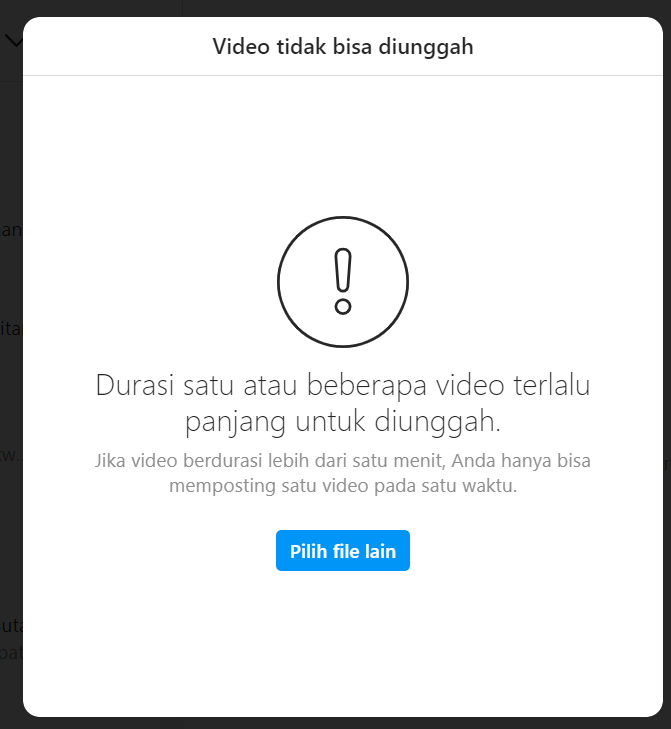 Video tidak bisa diunggah
Durasi satu atau beberapa video terlalu
panjang untuk diunggah.
Jika video berdurasi lebih dari satu menit, Anda hanya bisa
memposting satu video pada satu waktu.
Pilih file lain